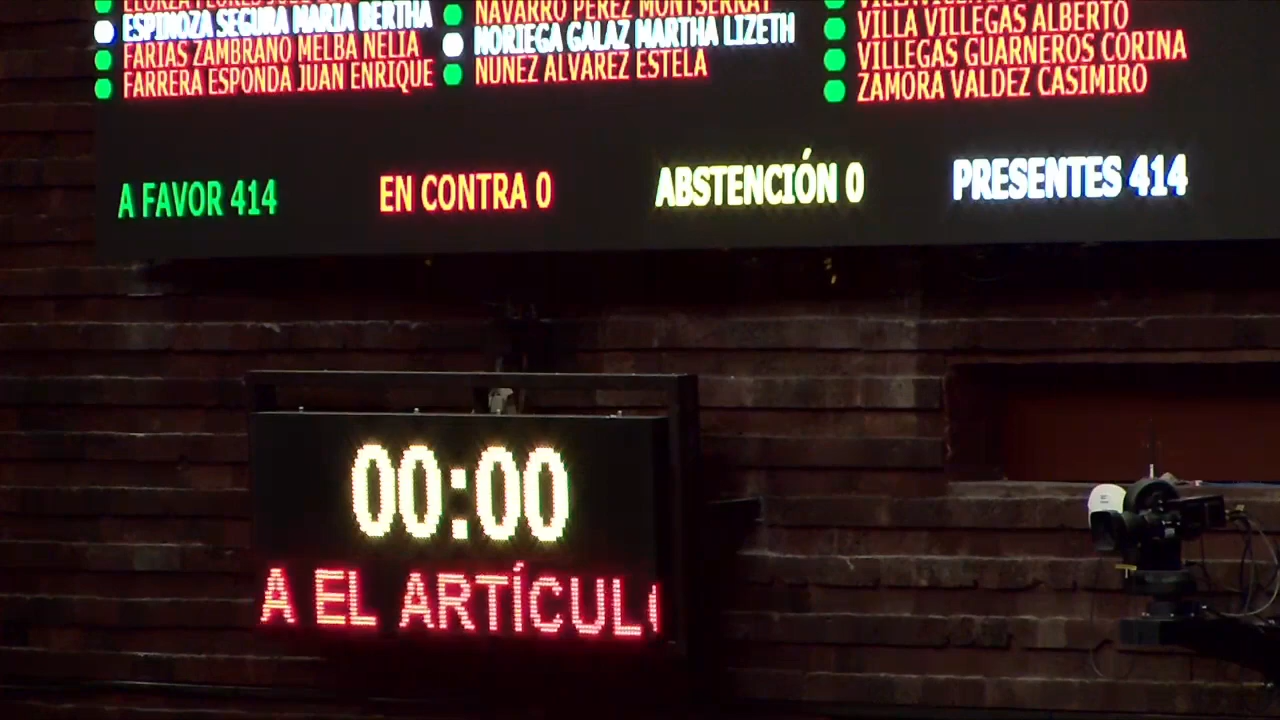 ESPINOZA SEGURA MARIA BERTHA
FARIAS ZAMBRANO MELBA NELIA
FARRERA ESPONDA JUAN ENRIQUE
NAVARRO PEREZ MONTSERRAT
NORIEGA GALAZ MARTHA LIZETH
NUNEZ ALVAREZ ESTELA
VILLA VILLEGAS ALBERTO
VILLEGAS GUARNEROS CORINA
ZAMORA VALDEZ CASIMIRO
A FAVOR 414
EN CONTRA 0
ABSTENCIÓN 0
PRESENTES 414
00:00
A EL ARTÍCUL